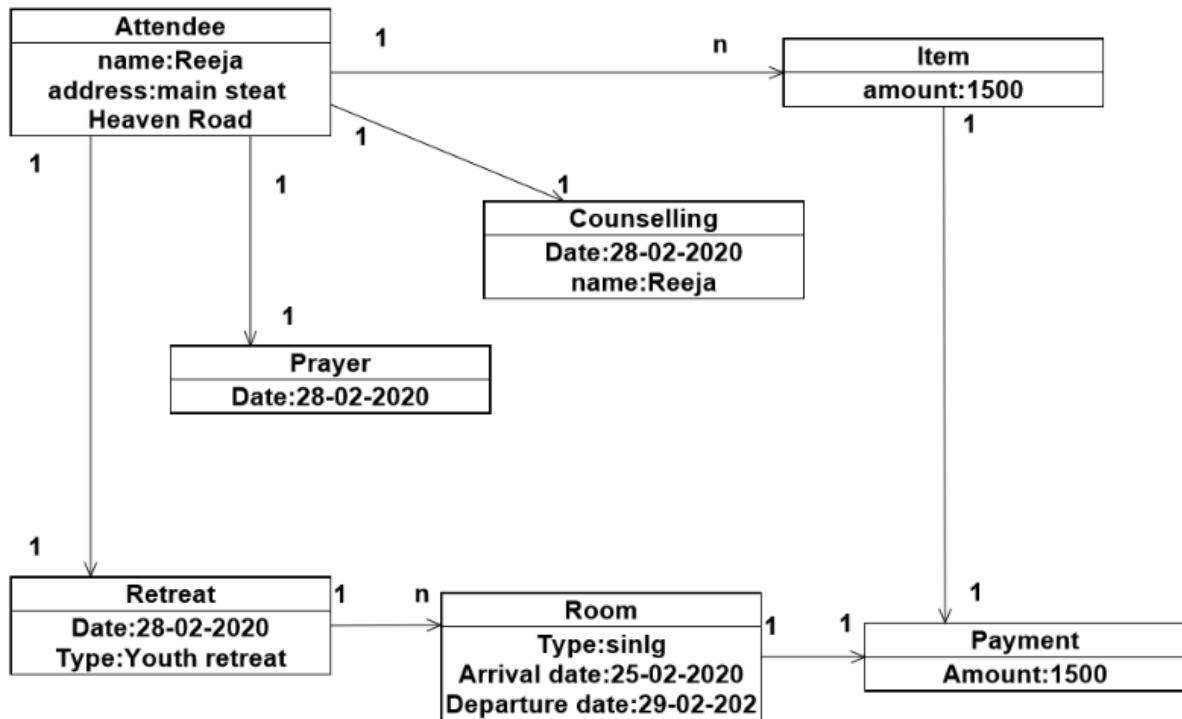 Attendee
name:Reeja
address:main steat
Heaven Road
1
n
Item
amount:1500
1
1
1
1
1
Counselling
Date:28-02-2020
name:Reeja
1
Prayer
Date:28-02-2020
1
1
Retreat
Date:28-02-2020
Type:Youth retreat
1
n
Room
Type:sinlg
Arrival date:25-02-2020
Departure date:29-02-202
1
1
Payment
Amount:1500